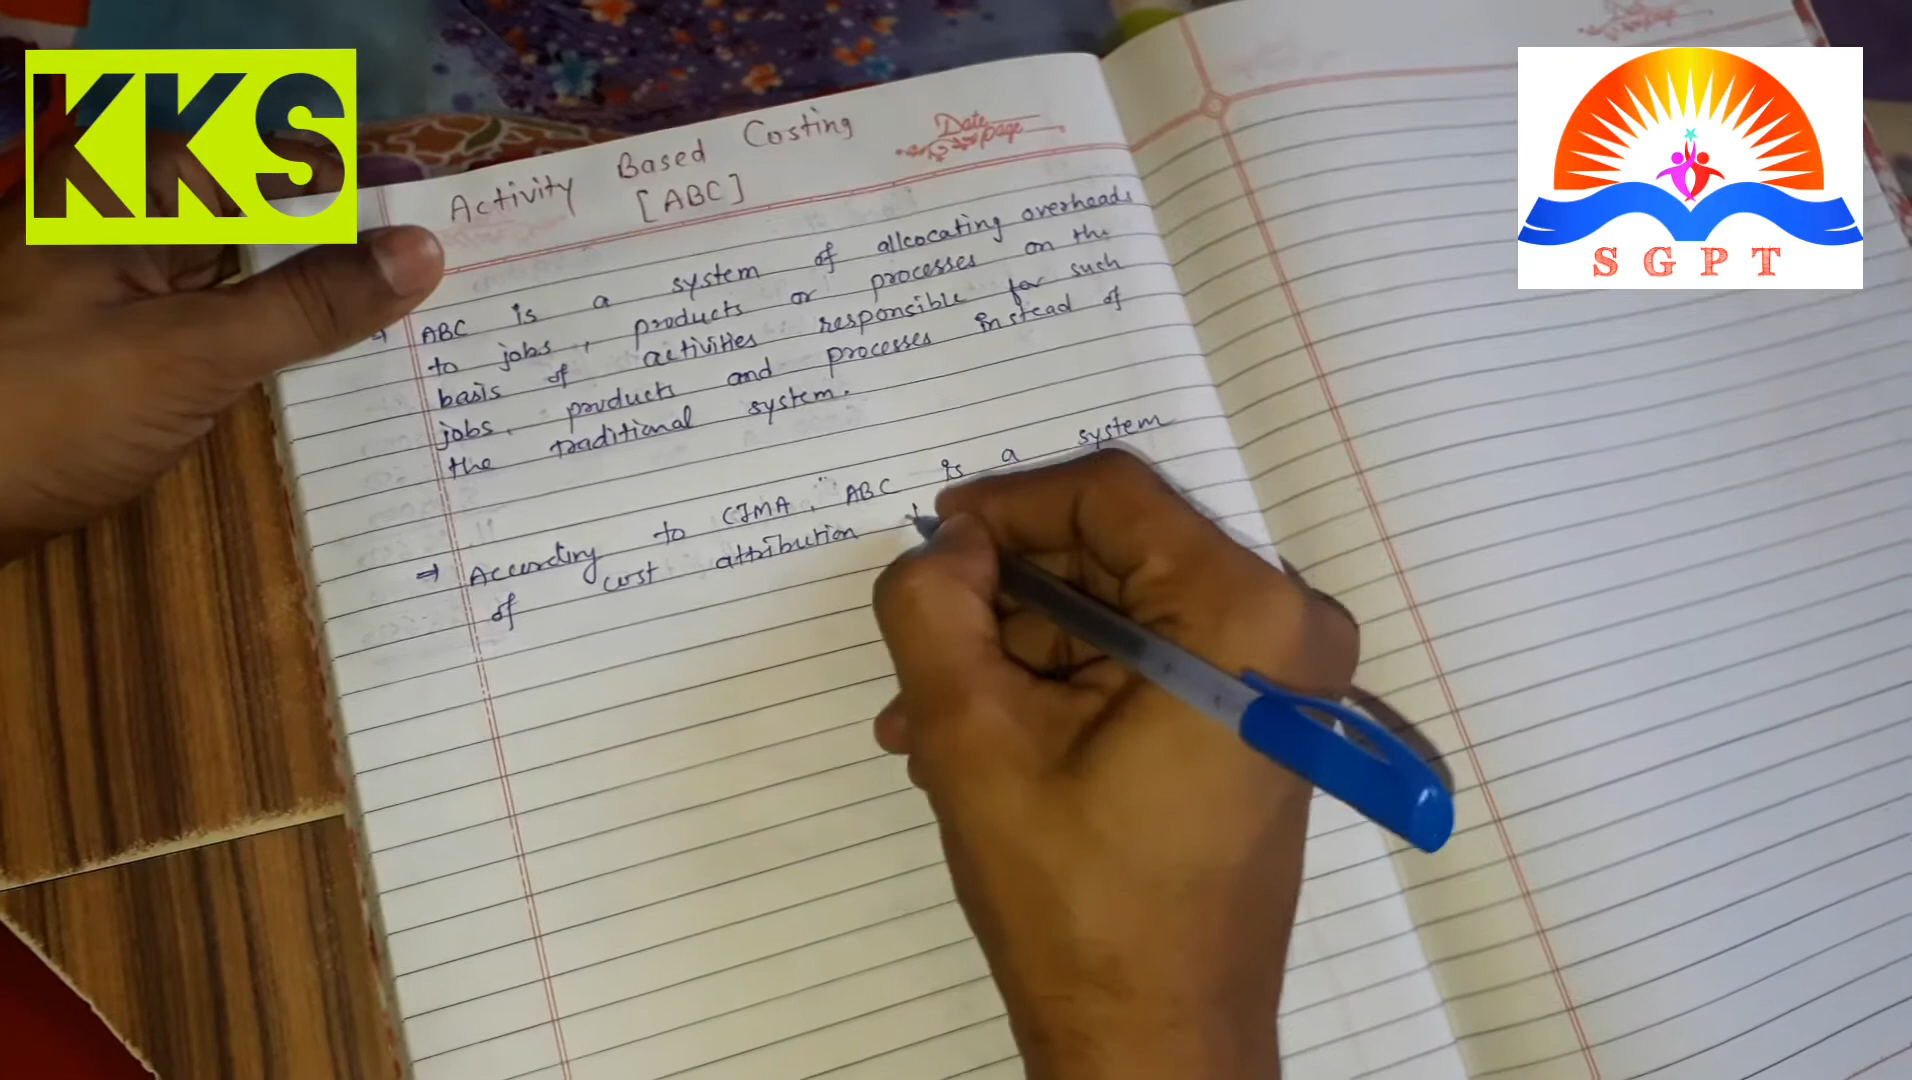 KKS
Activity Based Costing
[ABC]
Date
Page
⇒ ABC is a system of allcocating overheads
to jobs, products or processes on the
basis of activities responsible for such
jobs, products and processes instead of
the traditional system.
⇒ According to CIMA, "ABC is a system
of cost attribution t
SGPT